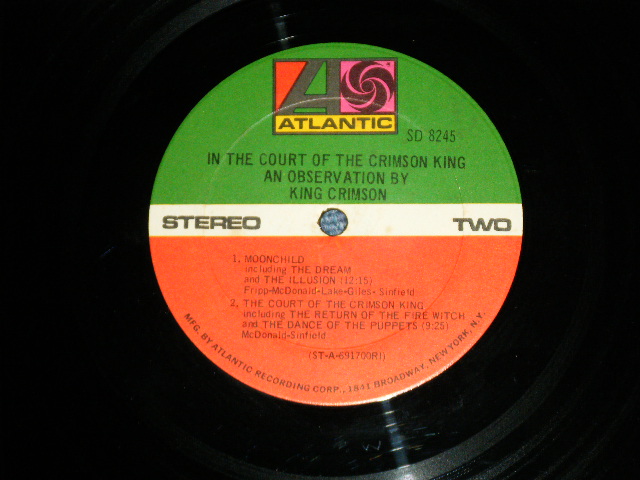 ATLANTIC
SD 8245
IN THE COURT OF THE CRIMSON KING
AN OBSERVATION BY
KING CRIMSON
STEREO
TWO
1. MOONCHILD
including THE DREAM
and THE ILLUSION (12:15)
Fripp-McDonald-Lake-Giles-Sinfield
2. THE COURT OF THE CRIMSON KING
including THE RETURN OF THE FIRE WITCH
and THE DANCE OF THE PUPPETS (9:25)
McDonald-Sinfield
(ST-A-691700RI)
MFG. BY ATLANTIC RECORDING CORP., 1841 BROADWAY, NEW YORK, N.Y.